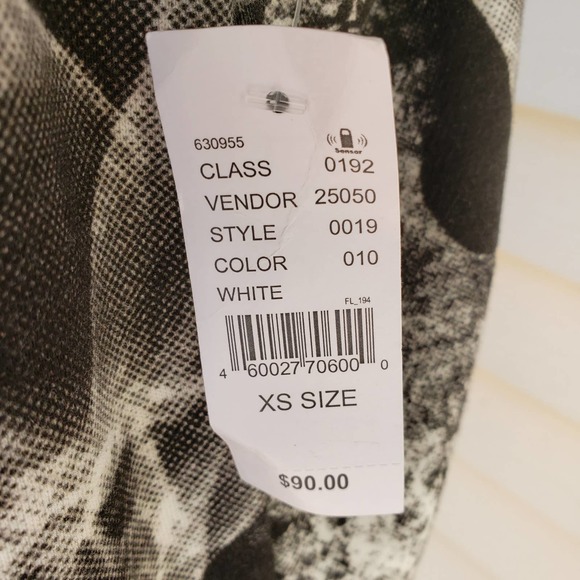 630955
Sensor
CLASS 0192
VENDOR 25050
STYLE 0019
COLOR 010
WHITE
FL_194
4 60027 70600 0
XS SIZE
$90.00